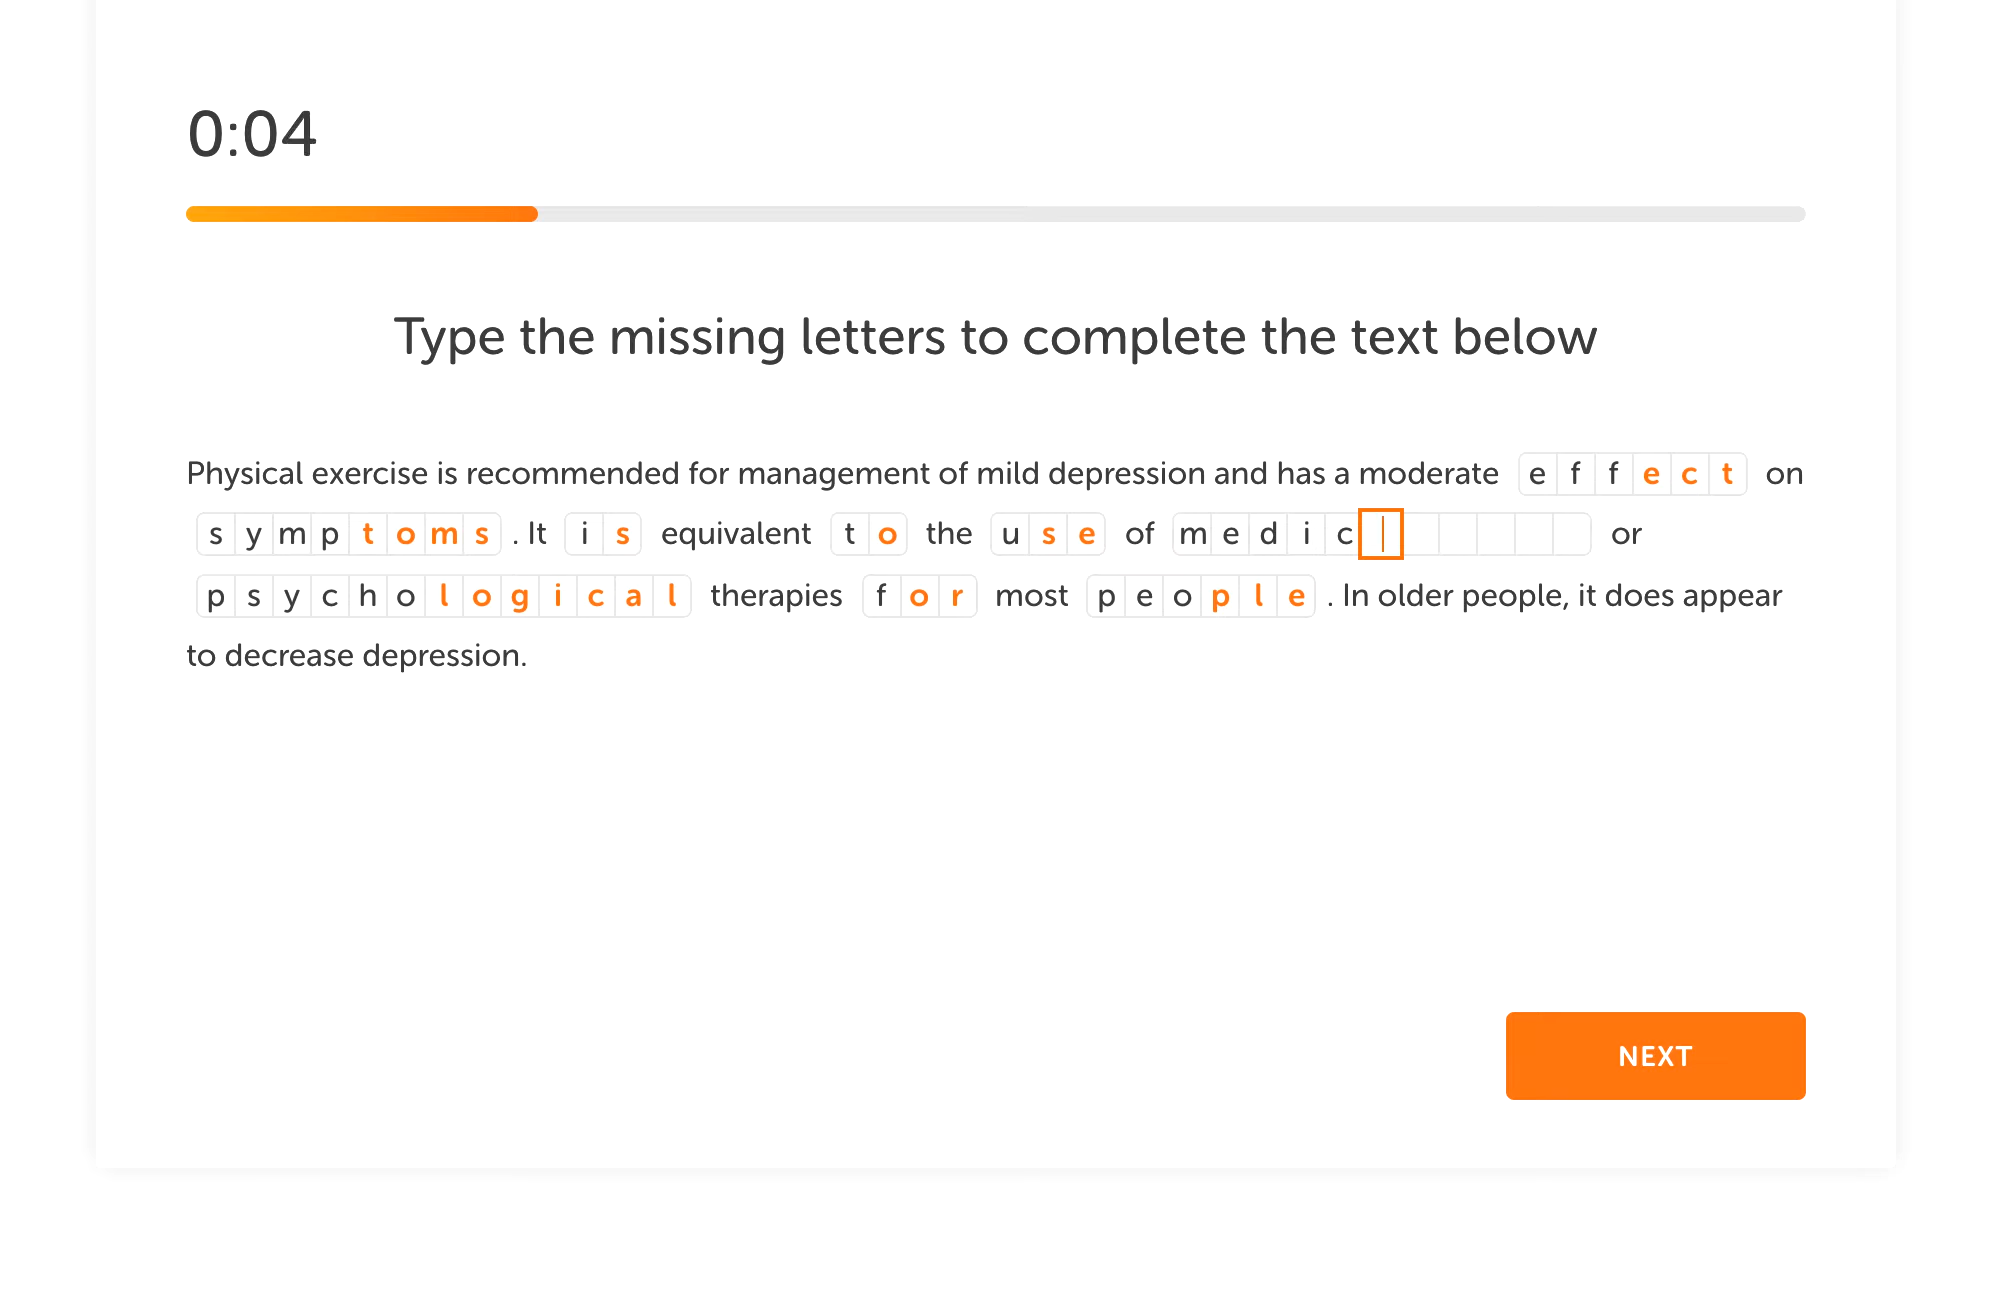 0:04
Type the missing letters to complete the text below
Physical exercise is recommended for management of mild depression and has a moderate effect on
symptoms. It is equivalent to the use of medic or
psychological therapies for most people. In older people, it does appear
to decrease depression.
NEXT